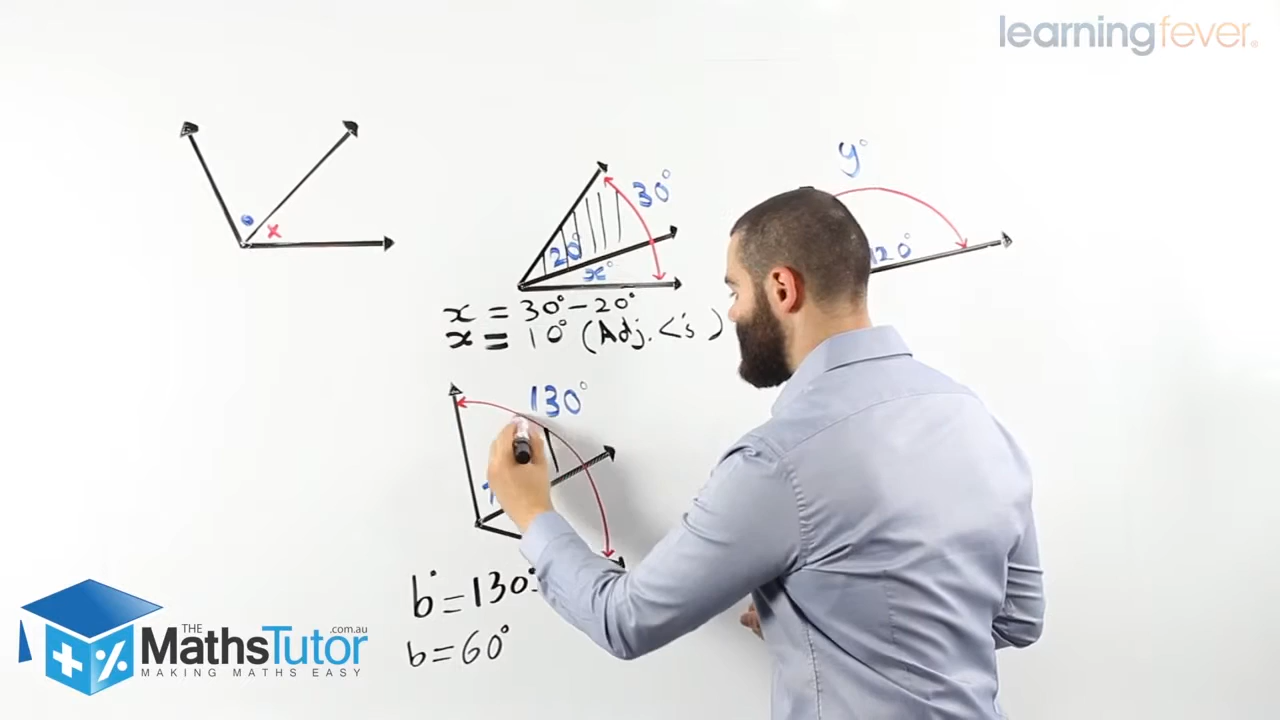 learningfever®
x
30°
20°
x°
x = 30° - 20°
x = 10° (Adj. <'s )
y°
120°
130°
b° = 130°
b = 60°
THE
MathsTutor .com.au
MAKING MATHS EASY